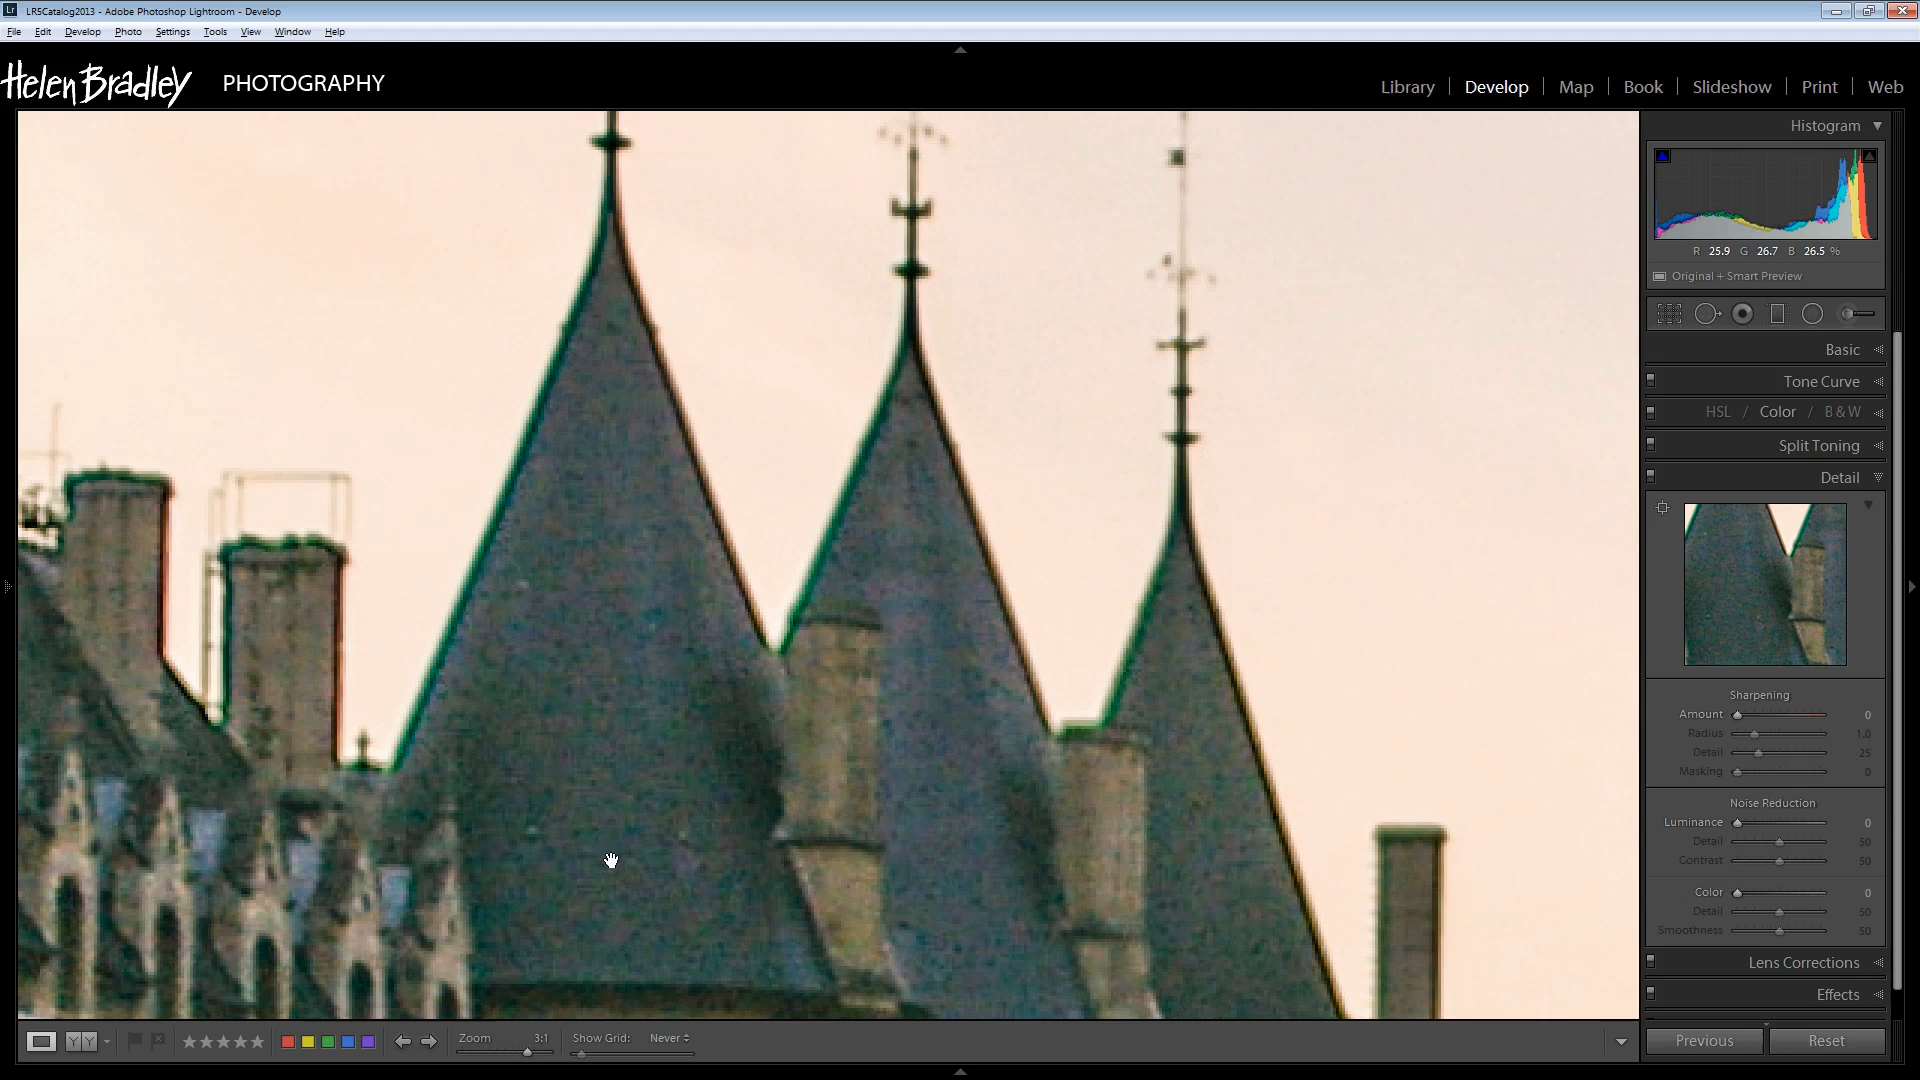 LR5Catalog2013 - Adobe Photoshop Lightroom - Develop
File Edit Develop Photo Settings Tools View Window Help
Helen Bradley PHOTOGRAPHY
Library | Develop | Map | Book | Slideshow | Print | Web
Histogram
R 25.9 G 26.7 B 26.5 %
Original + Smart Preview
Basic
Tone Curve
HSL / Color / B & W
Split Toning
Detail
Sharpening
Amount 0
Radius 1.0
Detail 25
Masking 0
Noise Reduction
Luminance 0
Detail 50
Contrast 50
Color 0
Detail 50
Smoothness 50
Lens Corrections
Effects
Y Y Zoom 3:1 Show Grid: Never
Previous Reset